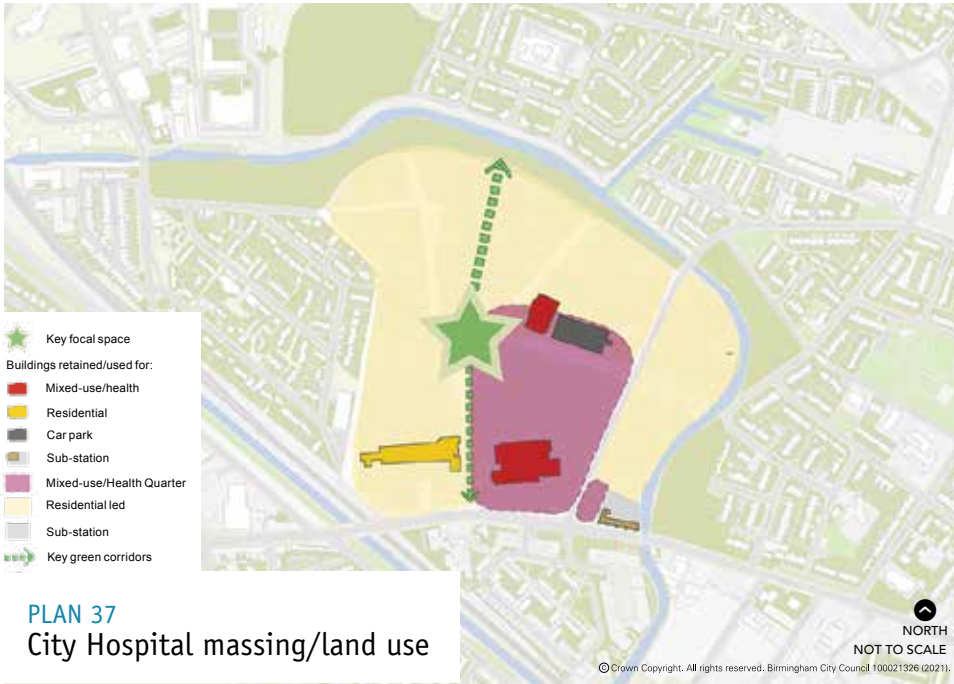 Key focal space
Buildings retained/used for:
Mixed-use/health
Residential
Car park
Sub-station
Mixed-use/Health Quarter
Residential led
Sub-station
Key green corridors
PLAN 37
City Hospital massing/land use
NORTH
NOT TO SCALE
© Crown Copyright. All rights reserved. Birmingham City Council 100021326 (2021).